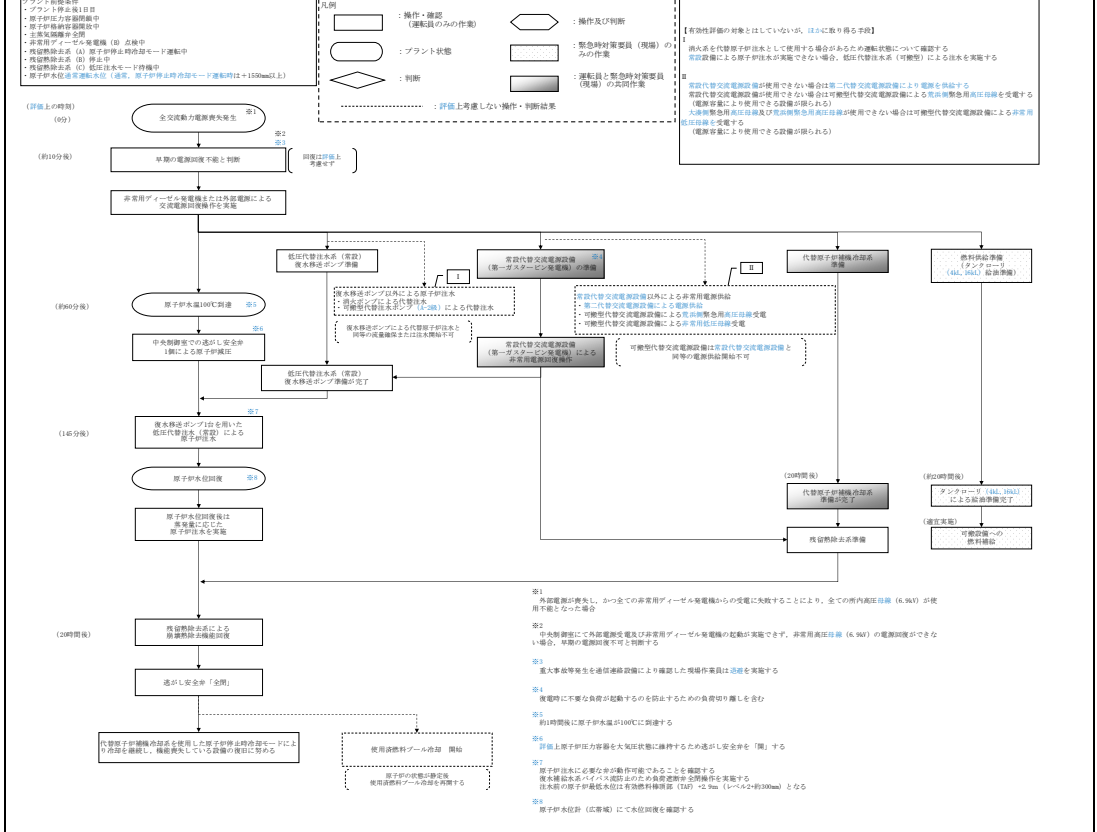 プラント前提条件
・プラント停止後1日目
・原子炉圧力容器閉鎖中
・原子炉格納容器開放中
・主蒸気隔離弁全閉
・非常用ディーゼル発電機（B）点検中
・残留熱除去系（A）原子炉停止時冷却モード運転中
・残留熱除去系（B）停止中
・残留熱除去系（C）低圧注水モード待機中
・原子炉水位通常運転水位（通常，原子炉停止時冷却モード運転時は＋1550mm以上）
凡例
：操作・確認
（運転員のみの作業）
：プラント状態
：判断
：操作及び判断
：緊急時対策要員（現場）の
みの作業
：運転員と緊急時対策要員
（現場）の共同作業
：評価上考慮しない操作・判断結果
【有効性評価の対象とはしていないが，ほかに取り得る手段】
Ⅰ
消火系を代替原子炉注水として使用する場合があるため運転状態について確認する
常設設備による原子炉注水が実施できない場合，低圧代替注水系（可搬型）による注水を実施する
Ⅱ
常設代替交流電源設備が使用できない場合は第二代替交流電源設備により電源を供給する
常設代替交流電源設備が使用できない場合は可搬型代替交流電源設備による荒浜側緊急用高圧母線を受電する
（電源容量により使用できる設備が限られる）
大湊側緊急用高圧母線及び荒浜側緊急用高圧母線が使用できない場合は可搬型代替交流電源設備による非常用
低圧母線を受電する
（電源容量により使用できる設備が限られる）
（評価上の時刻）
（0分）
全交流動力電源喪失発生
※1
※2
※3
（約10分後）
早期の電源回復不能と判断
回復は評価上
考慮せず
非常用ディーゼル発電機または外部電源による
交流電源回復操作を実施
低圧代替注水系（常設）
復水移送ポンプ準備
常設代替交流電源設備
（第一ガスタービン発電機）の準備
※4
代替原子炉補機冷却系
準備
燃料供給準備
（タンクローリ
(4kL,16kL)給油準備）
Ⅰ
復水移送ポンプ以外による原子炉注水
・消火ポンプによる代替注水
・可搬型代替注水ポンプ（A-2級）による代替注水
Ⅱ
常設代替交流電源設備以外による非常用電源供給
・第二代替交流電源設備による電源供給
・可搬型代替交流電源設備による荒浜側緊急用高圧母線受電
・可搬型代替交流電源設備による非常用低圧母線受電
（約60分後）
原子炉水温100℃到達
※5
※6
中央制御室での逃がし安全弁
1個による原子炉減圧
復水移送ポンプによる代替原子炉注水と
同等の流量確保または注水開始不可
常設代替交流電源設備
（第一ガスタービン発電機）による
非常用電源回復操作
可搬型代替交流電源設備は常設代替交流電源設備と
同等の電源供給開始不可
低圧代替注水系（常設）
復水移送ポンプ準備が完了
※7
（145分後）
復水移送ポンプ1台を用いた
低圧代替注水（常設）による
原子炉注水
原子炉水位回復
※8
原子炉水位回復後は
蒸発量に応じた
原子炉注水を実施
（20時間後）
代替原子炉補機冷却系
準備が完了
（約20時間後）
タンクローリ（4kL,16kL）
による給油準備完了
残留熱除去系準備
（適宜実施）
可搬設備への
燃料補給
（20時間後）
残留熱除去系による
崩壊熱除去機能回復
逃がし安全弁「全閉」
代替原子炉補機冷却系を使用した原子炉停止時冷却モードによ
り冷却を継続し，機能喪失している設備の復旧に努める
使用済燃料プール冷却　開始
原子炉の状態が静定後
使用済燃料プール冷却を再開する
※1
外部電源が喪失し，かつ全ての非常用ディーゼル発電機からの受電に失敗することにより，全ての所内高圧母線（6.9kV）が使
用不能となった場合
※2
中央制御室にて外部電源受電及び非常用ディーゼル発電機の起動が実施できず，非常用高圧母線（6.9kV）の電源回復ができな
い場合，早期の電源回復不可と判断する
※3
重大事故等発生を通信連絡設備により確認した現場作業員は退避を実施する
※4
復電時に不要な負荷が起動するのを防止するための負荷切り離しを含む
※5
約1時間後に原子炉水温が100℃に到達する
※6
評価上原子炉圧力容器を大気圧状態に維持するため逃がし安全弁を「開」する
※7
原子炉注水に必要な弁が動作可能であることを確認する
復水補給水系バイパス流防止のため負荷遮断弁全閉操作を実施する
注水前の原子炉最低水位は有効燃料棒頂部（TAF）+2.9m（レベル2+約300mm）となる
※8
原子炉水位計（広帯域）にて水位回復を確認する